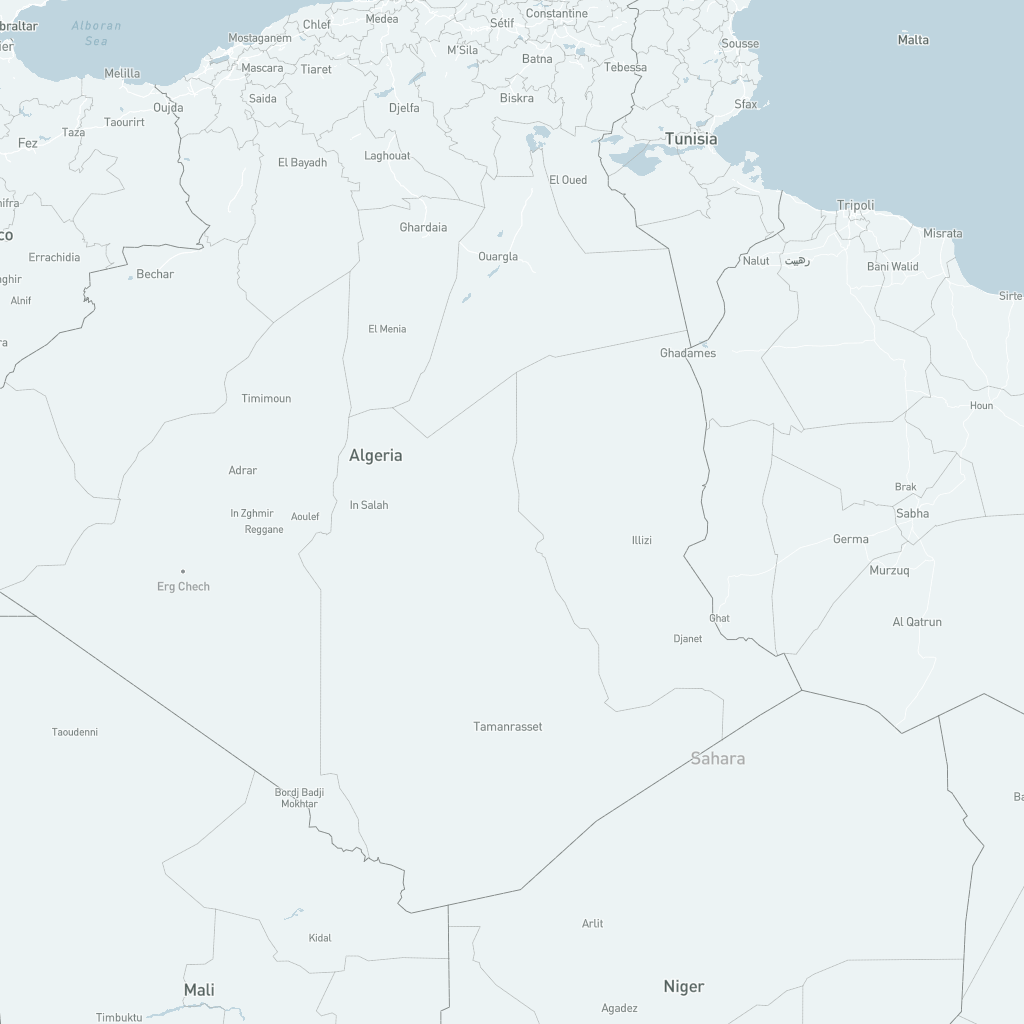 Gibraltar
Alboran
Sea
Chlef
Medea
Sétif
Constantine
Malta
Mostaganem
M'Sila
Batna
Sousse
Melilla
Mascara
Tiaret
Tebessa
Saida
Biskra
Oujda
Djelfa
Sfax
Taourirt
Taza
Fez
Tunisia
El Bayadh
Laghouat
El Oued
Tripoli
Ghardaia
Misrata
Errachidia
Ouargla
Nalut
رهيبت
Bani Walid
Bechar
Alnif
Sirte
El Menia
Ghadames
Timimoun
Houn
Algeria
Adrar
Brak
In Salah
In Zghmir
Aoulef
Sabha
Reggane
Illizi
Germa
Murzuq
Erg Chech
Ghat
Al Qatrun
Djanet
Tamanrasset
Taoudenni
Sahara
Bordj Badji
Mokhtar
Arlit
Kidal
Mali
Niger
Agadez
Timbuktu